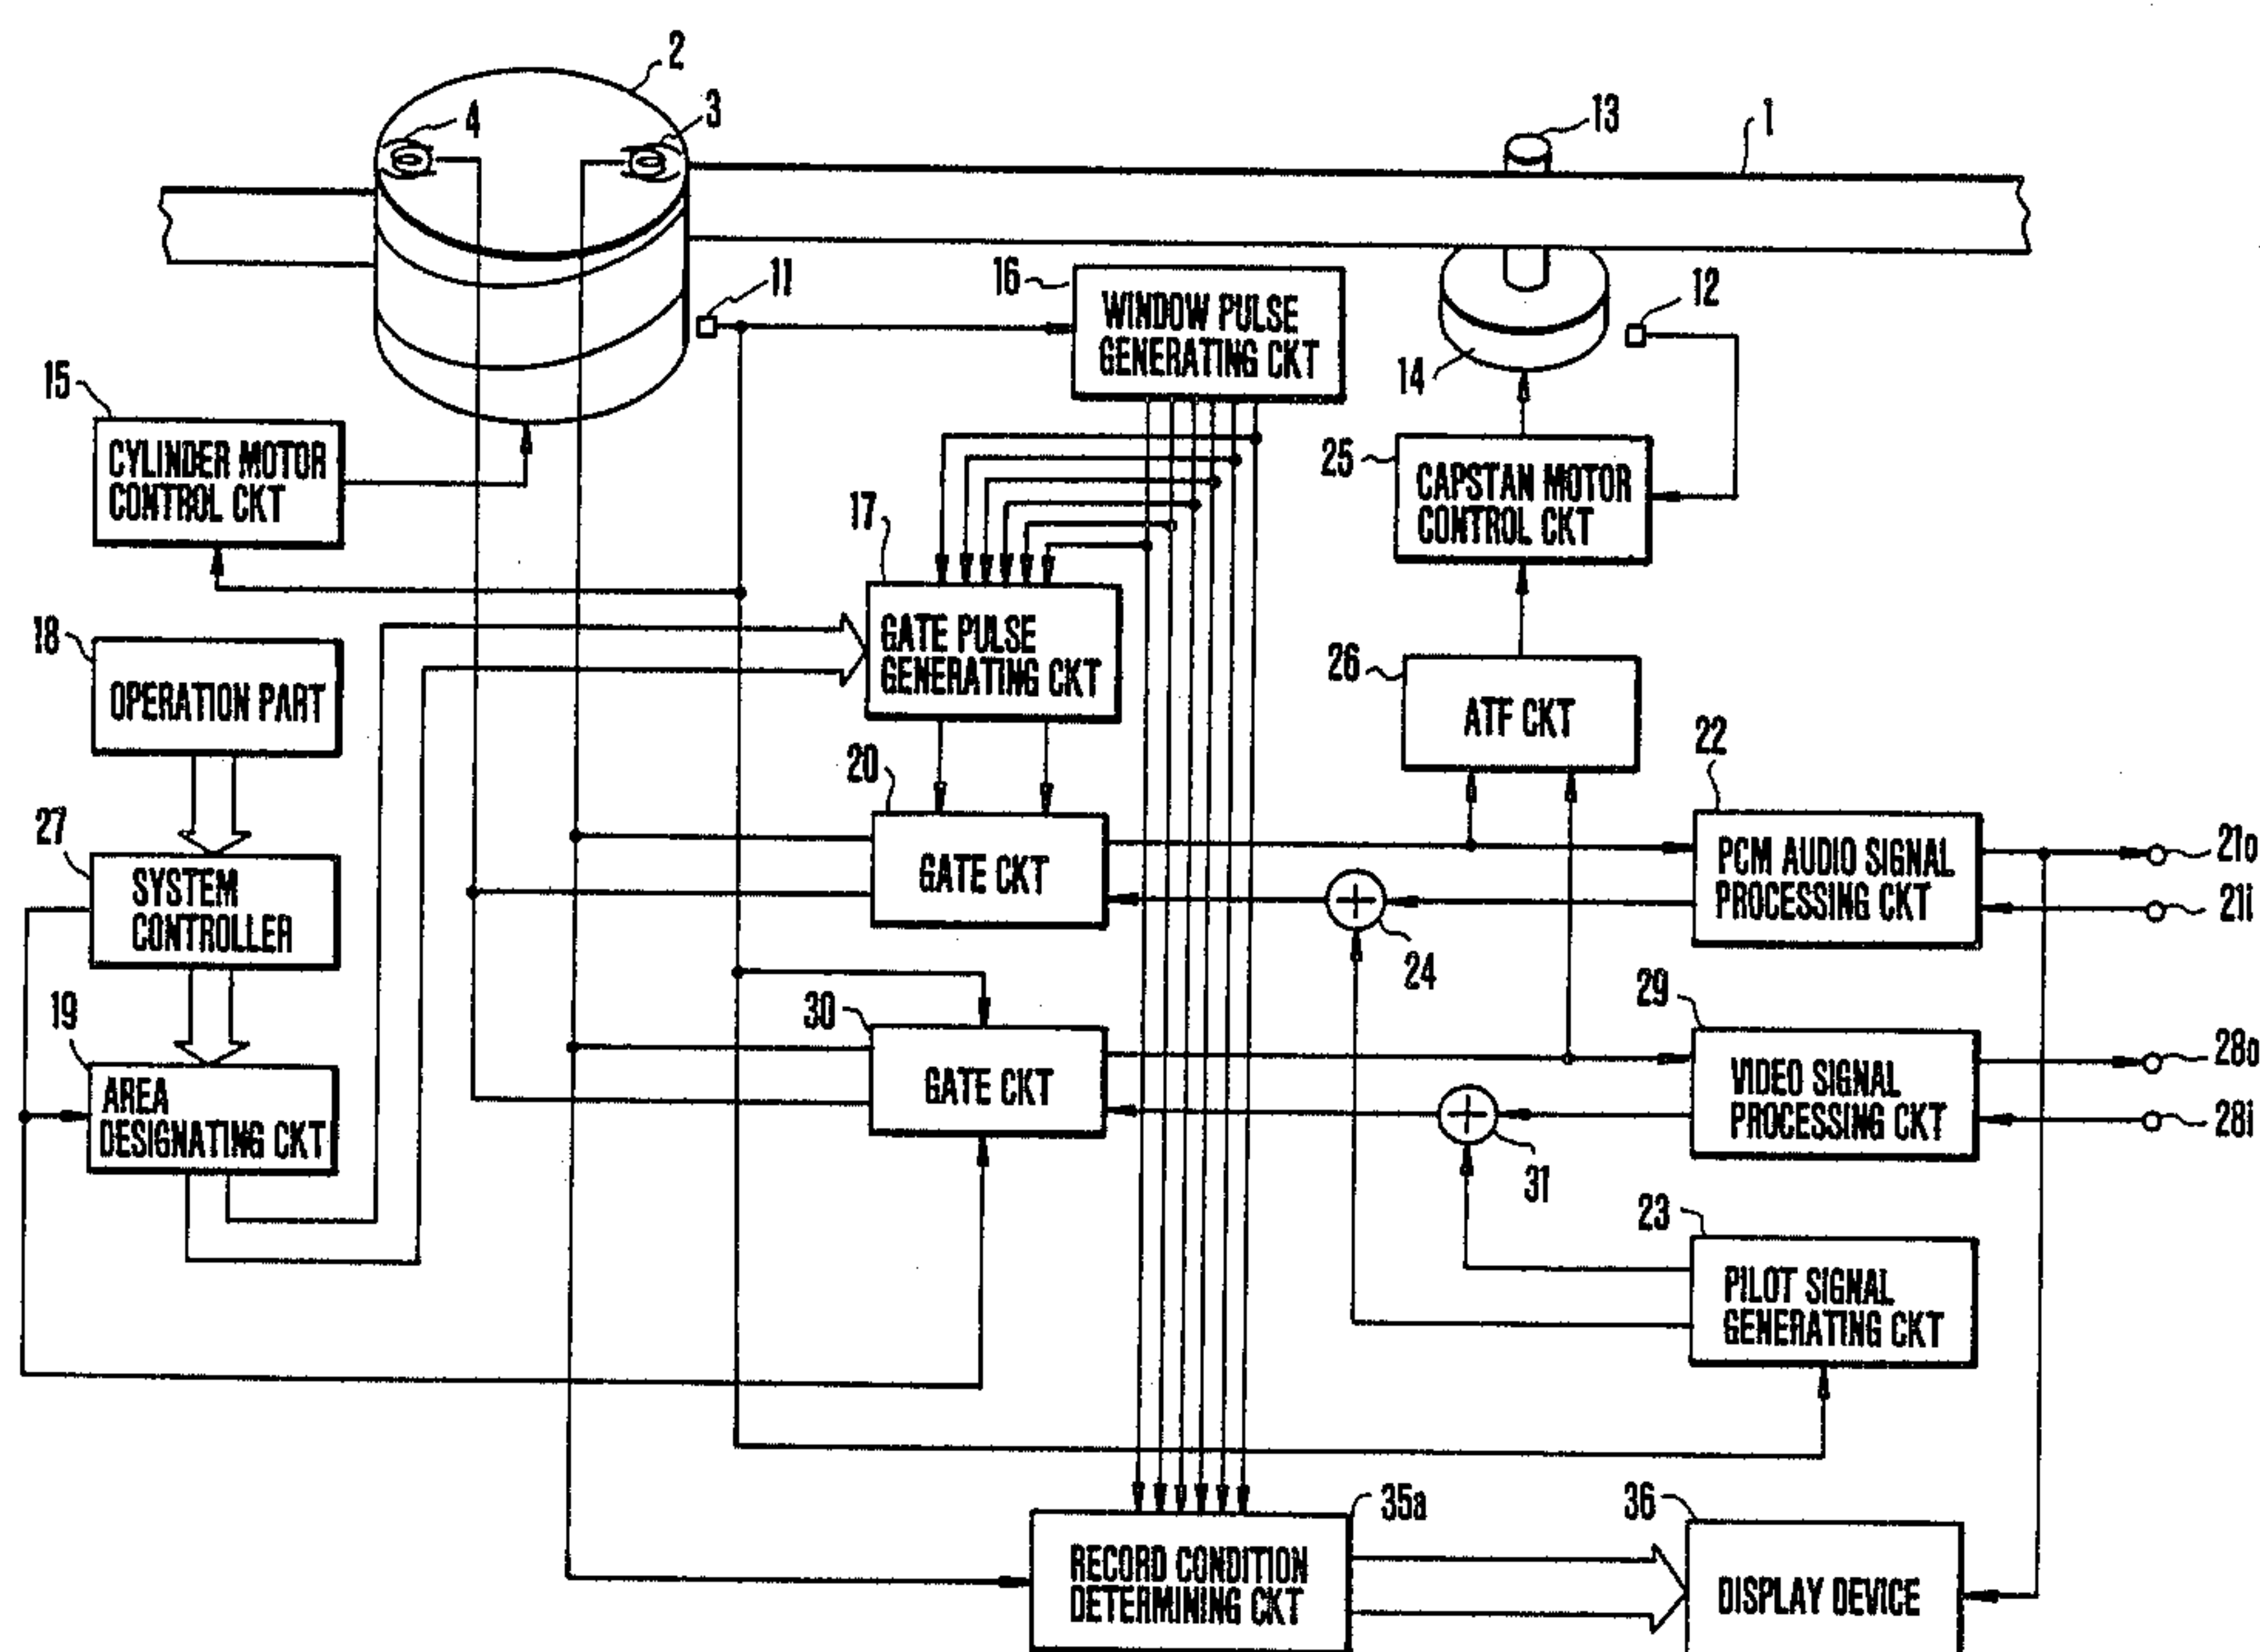 2
4
3
13
1
11
16
WINDOW PULSE
GENERATING CKT
12
14
15
CYLINDER MOTOR
CONTROL CKT
25
CAPSTAN MOTOR
CONTROL CKT
17
GATE PULSE
GENERATING CKT
18
OPERATION PART
26
ATF CKT
20
GATE CKT
22
PCM AUDIO SIGNAL
PROCESSING CKT
21o
21i
27
SYSTEM
CONTROLLER
24
19
AREA
DESIGNATING CKT
30
GATE CKT
29
VIDEO SIGNAL
PROCESSING CKT
28o
28i
31
23
PILOT SIGNAL
GENERATING CKT
35a
RECORD CONDITION
DETERMINING CKT
36
DISPLAY DEVICE